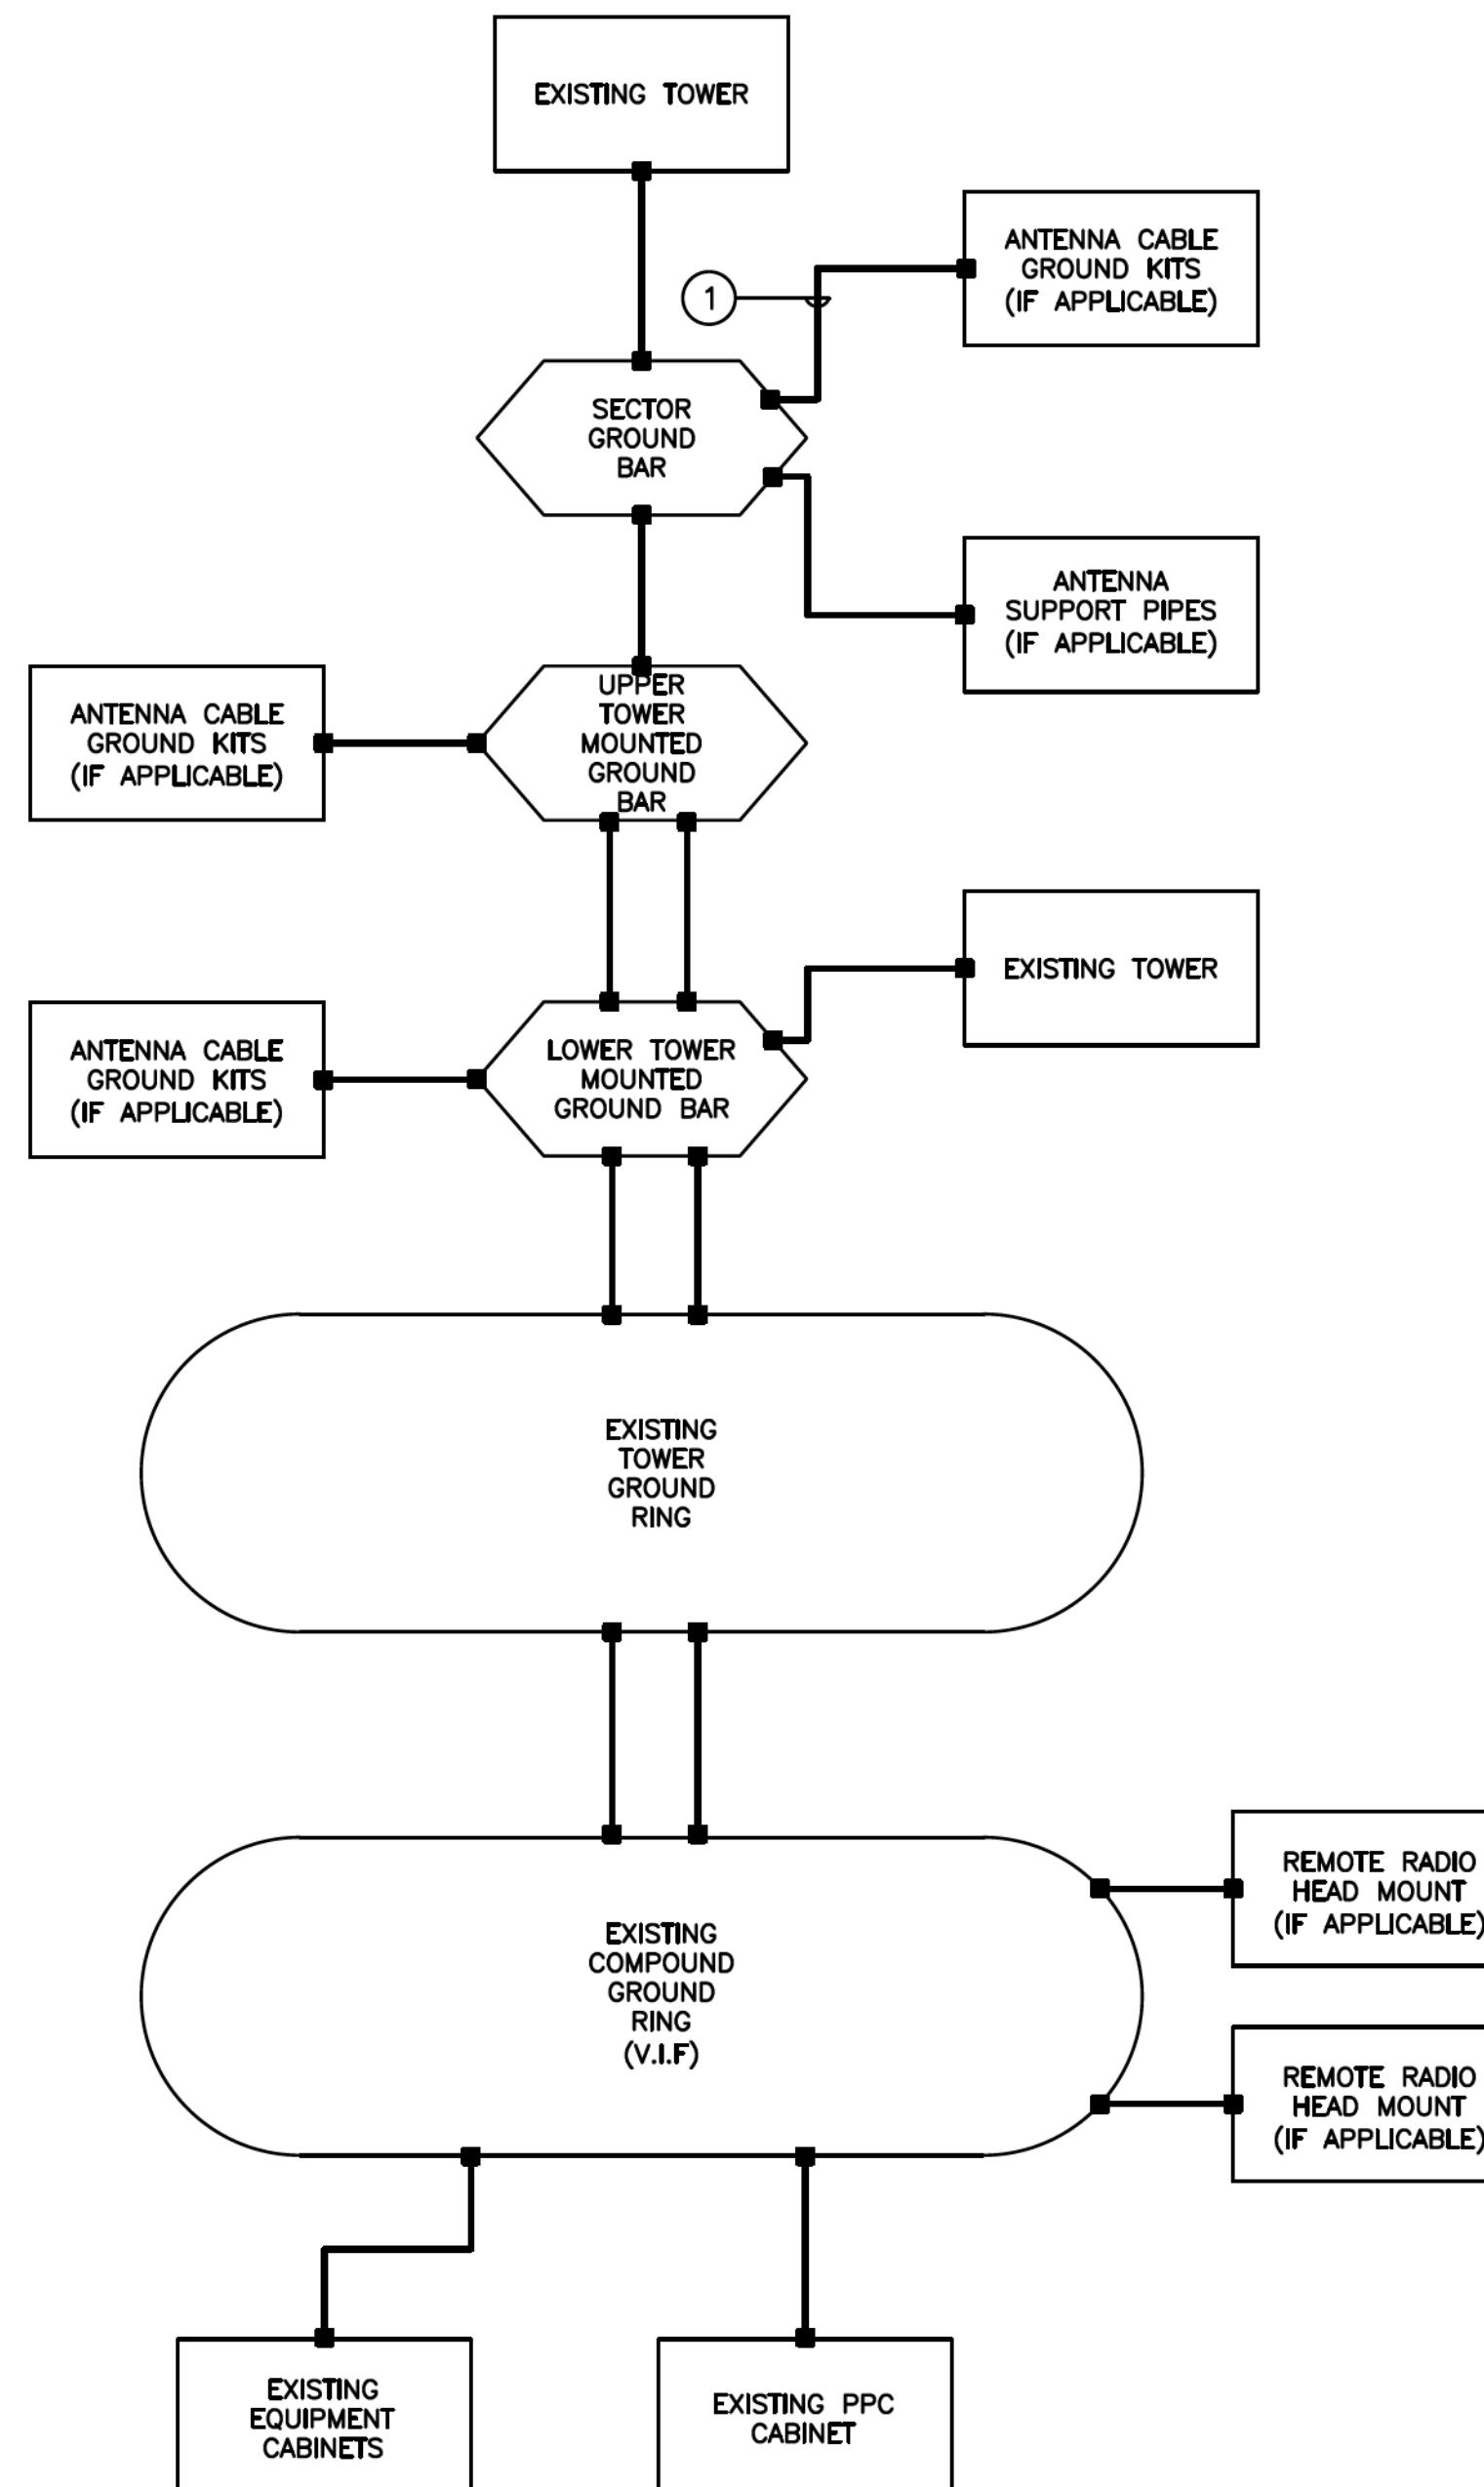 EXISTING TOWER
ANTENNA CABLE
GROUND KITS
(IF APPLICABLE)
1
SECTOR
GROUND
BAR
ANTENNA
SUPPORT PIPES
(IF APPLICABLE)
ANTENNA CABLE
GROUND KITS
(IF APPLICABLE)
UPPER
TOWER
MOUNTED
GROUND
BAR
EXISTING TOWER
ANTENNA CABLE
GROUND KITS
(IF APPLICABLE)
LOWER TOWER
MOUNTED
GROUND BAR
EXISTING
TOWER
GROUND
RING
REMOTE RADIO
HEAD MOUNT
(IF APPLICABLE)
EXISTING
COMPOUND
GROUND
RING
(V.I.F)
REMOTE RADIO
HEAD MOUNT
(IF APPLICABLE)
EXISTING
EQUIPMENT
CABINETS
EXISTING PPC
CABINET